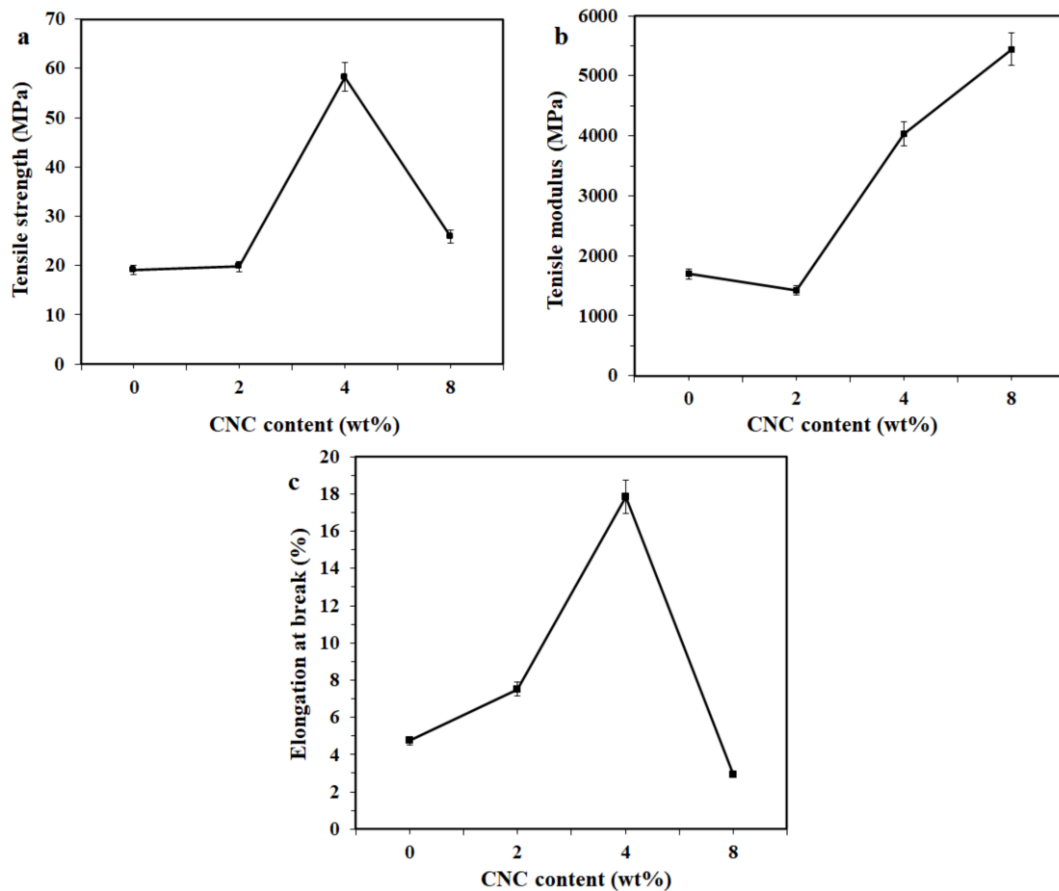 a
Tensile strength (MPa)
70
60
50
40
30
20
10
0
0 2 4 8
CNC content (wt%)
b
Tenisle modulus (MPa)
6000
5000
4000
3000
2000
1000
0
0 2 4 8
CNC content (wt%)
c
Elongation at break (%)
20
18
16
14
12
10
8
6
4
2
0
0 2 4 8
CNC content (wt%)